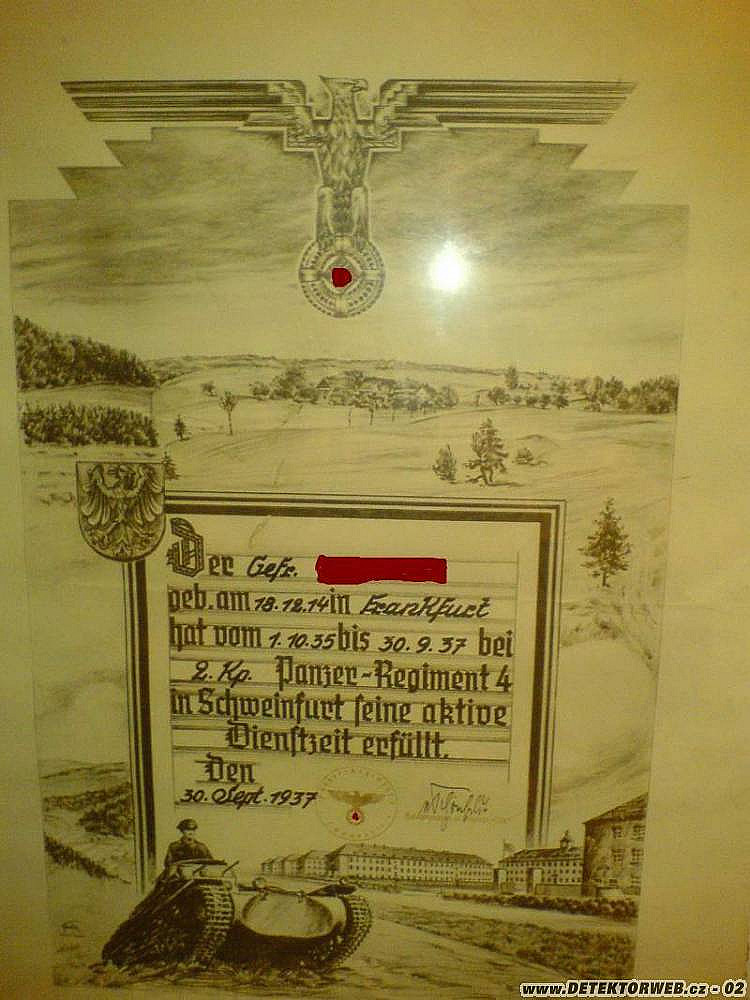 Der Gefr.
geb. am 18.12.14 in Frankfurt
hat vom 1.10.35 bis 30.9.37 bei
2. Kp. Panzer-Regiment 4
in Schweinfurt seine aktive
Dienstzeit erfüllt.
Den
30. Sept. 1937
www.DETEKTORWEB.cz - 02